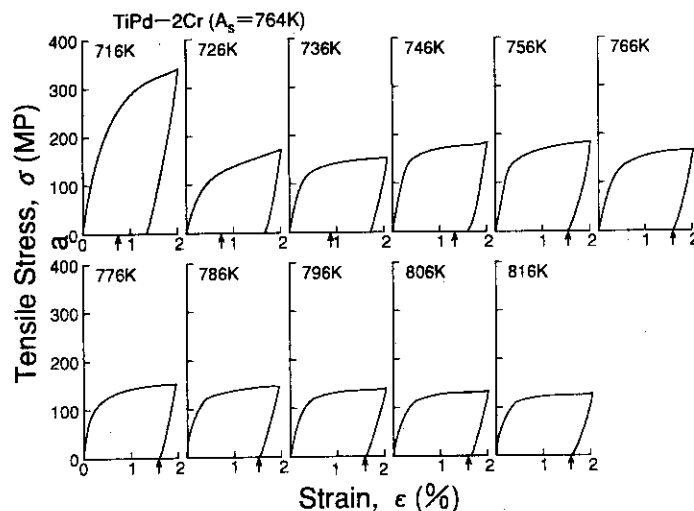 TiPd—2Cr (As=764K)
400 716K 726K 736K 746K 756K 766K
300
200
100
0
0 1 2 1 2 1 2 1 2 1 2 1 2
400 776K 786K 796K 806K 816K
300
200
100
0
0 1 2 1 2 1 2 1 2 1 2
Tensile Stress, σ (MPa)
Strain, ε (%)